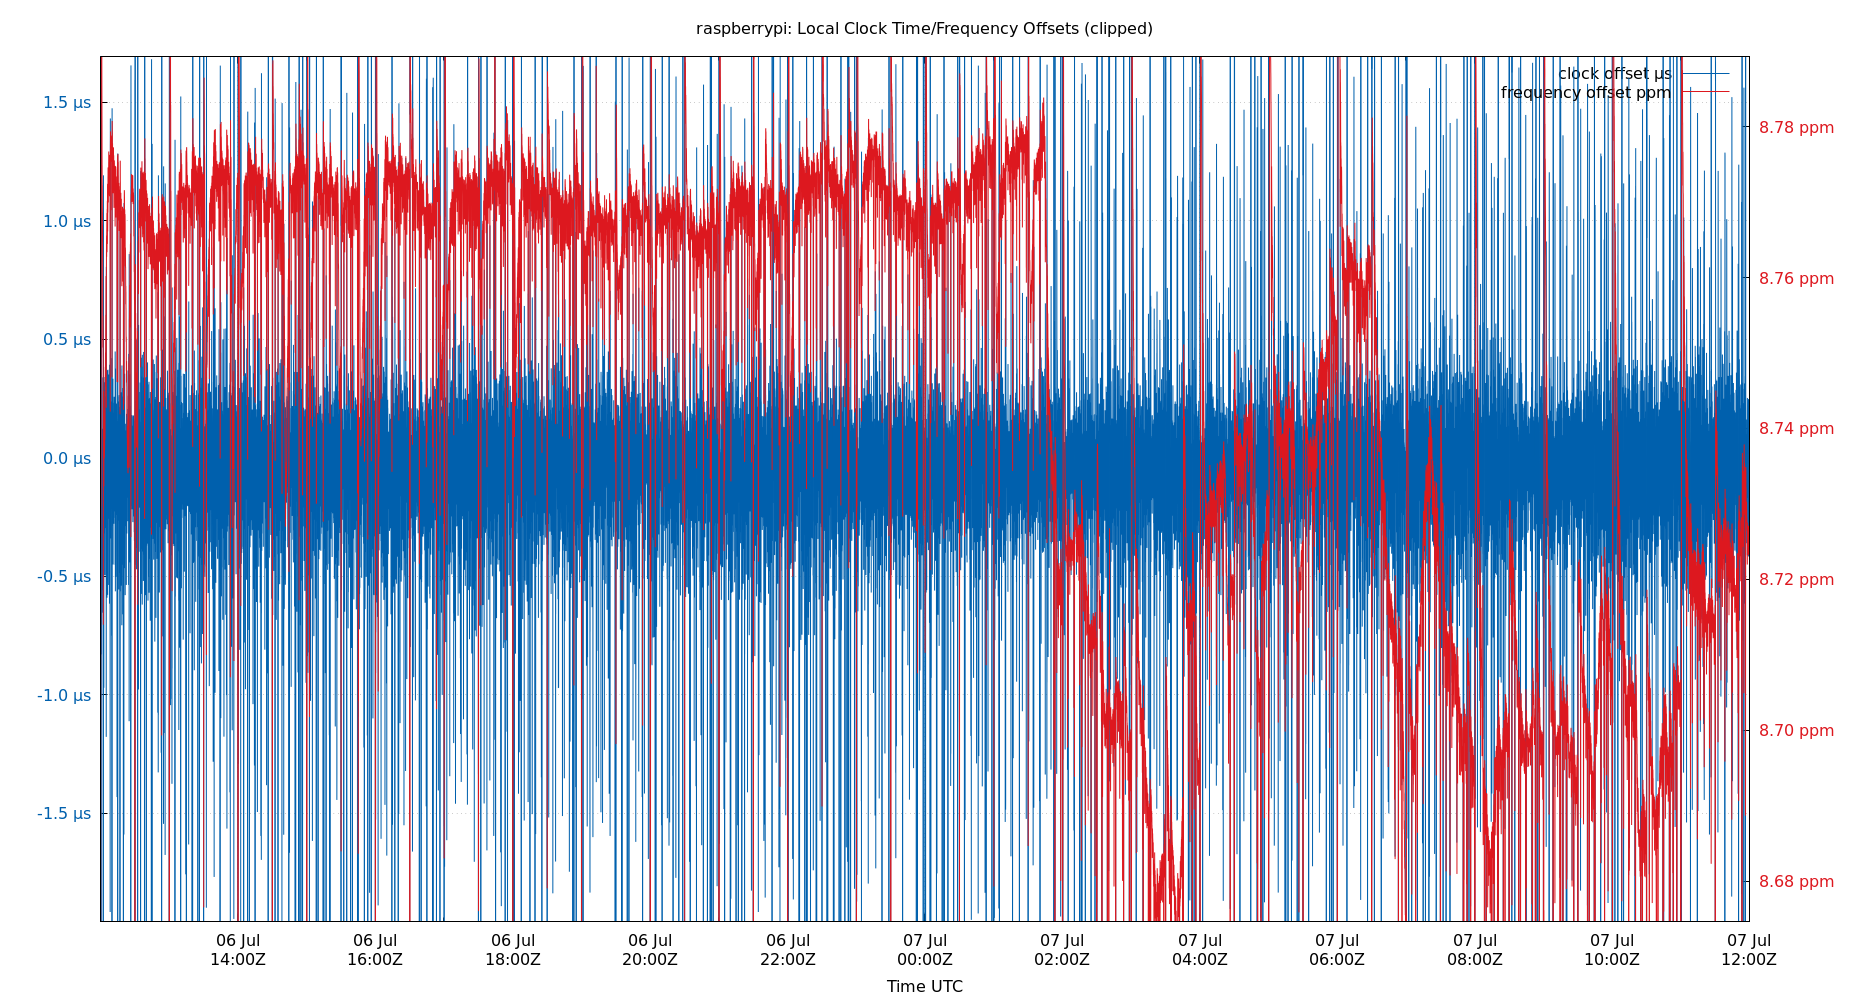 raspberrypi: Local Clock Time/Frequency Offsets (clipped)
clock offset µs
frequency offset ppm
1.5 µs
1.0 µs
0.5 µs
0.0 µs
-0.5 µs
-1.0 µs
-1.5 µs
8.78 ppm
8.76 ppm
8.74 ppm
8.72 ppm
8.70 ppm
8.68 ppm
06 Jul
14:00Z
06 Jul
16:00Z
06 Jul
18:00Z
06 Jul
20:00Z
06 Jul
22:00Z
07 Jul
00:00Z
07 Jul
02:00Z
07 Jul
04:00Z
07 Jul
06:00Z
07 Jul
08:00Z
07 Jul
10:00Z
07 Jul
12:00Z
Time UTC